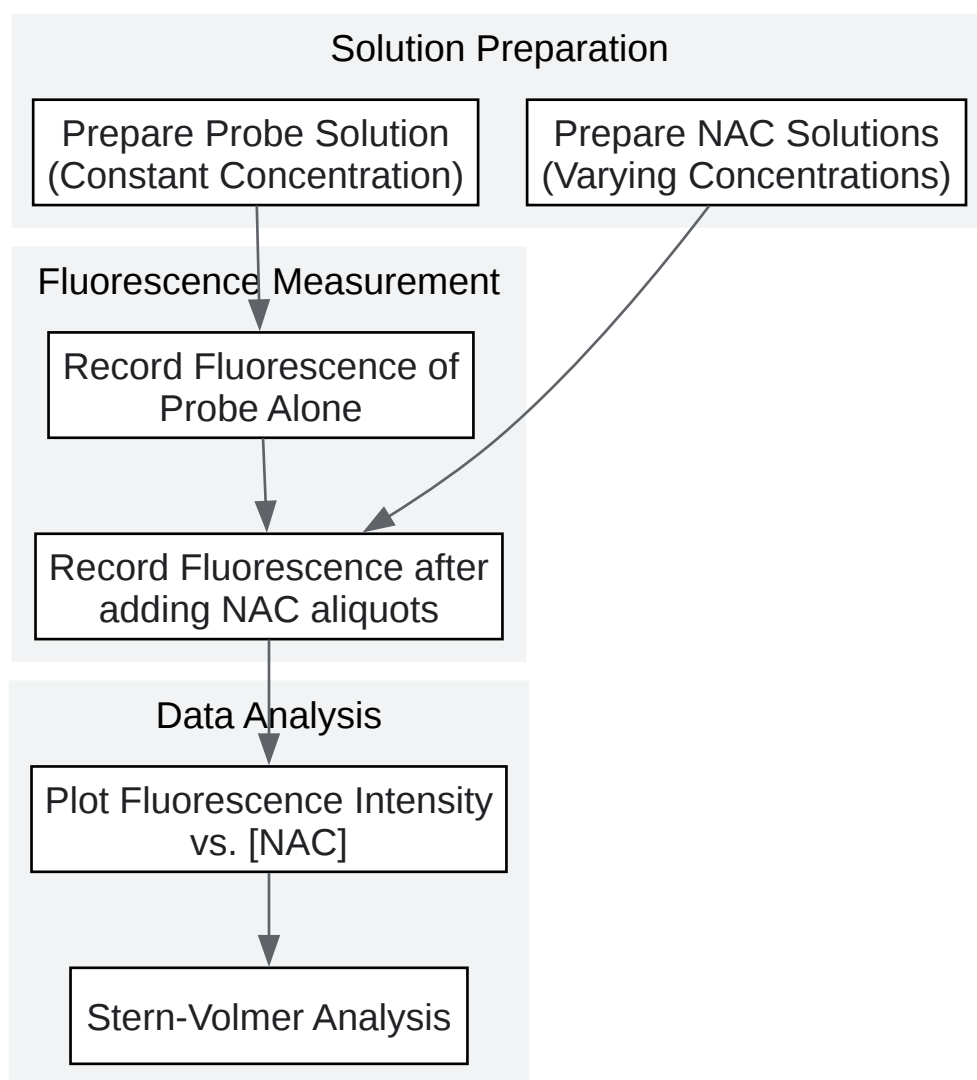 Solution Preparation
Prepare Probe Solution
(Constant Concentration)
Prepare NAC Solutions
(Varying Concentrations)
Fluorescence Measurement
Record Fluorescence of
Probe Alone
Record Fluorescence after
adding NAC aliquots
Data Analysis
Plot Fluorescence Intensity
vs. [NAC]
Stern-Volmer Analysis